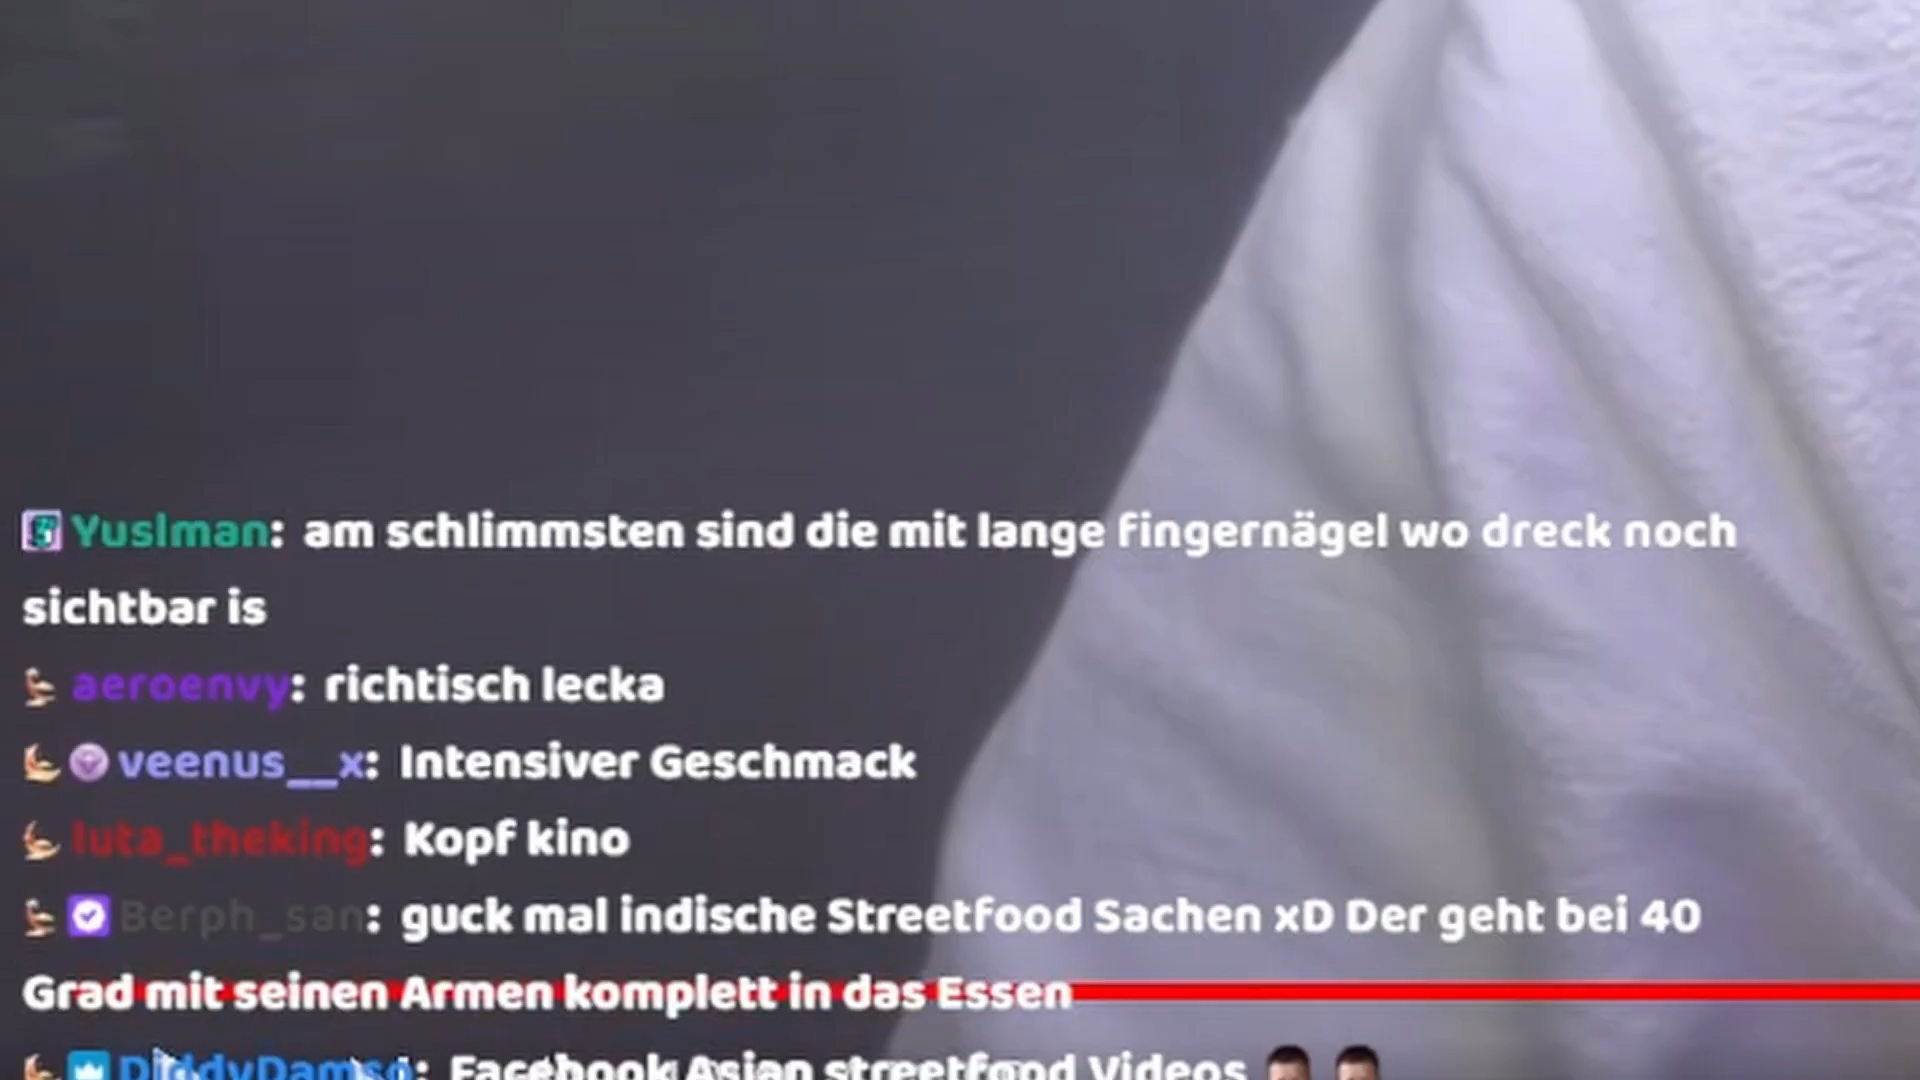 Yuslman: am schlimmsten sind die mit lange fingernägel wo dreck noch
sichtbar is
aeroenvy: richtisch lecka
veenus__x: Intensiver Geschmack
luta_theking: Kopf kino
Berph_san: guck mal indische Streetfood Sachen xD Der geht bei 40
Grad mit seinen Armen komplett in das Essen
DiddyDamso: Facebook Asian streetfood Videos